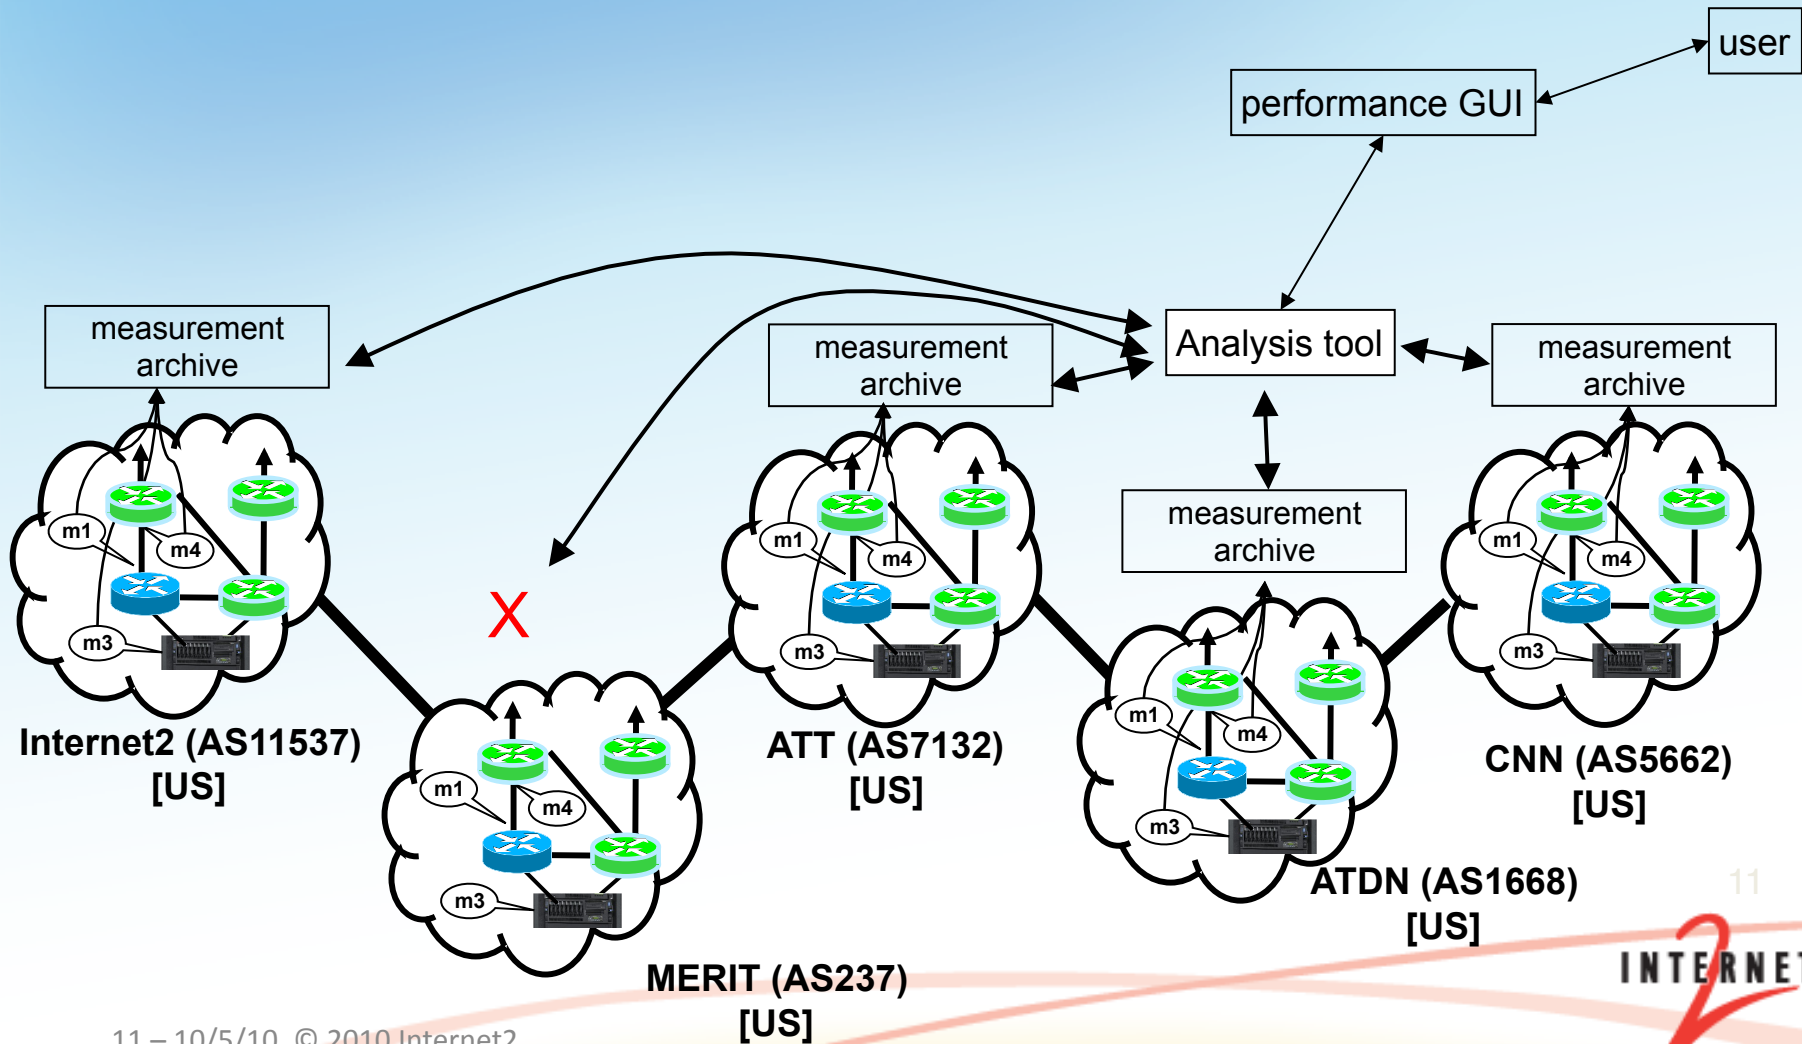 user
performance GUI
Analysis tool
measurement
archive
measurement
archive
measurement
archive
measurement
archive
m1
m4
m3
Internet2 (AS11537)
[US]
X
m1
m4
m3
MERIT (AS237)
[US]
m1
m4
m3
ATT (AS7132)
[US]
m1
m4
m3
ATDN (AS1668)
[US]
m1
m4
m3
CNN (AS5662)
[US]
11
INTERNET
2
11 – 10/5/10, © 2010 Internet2